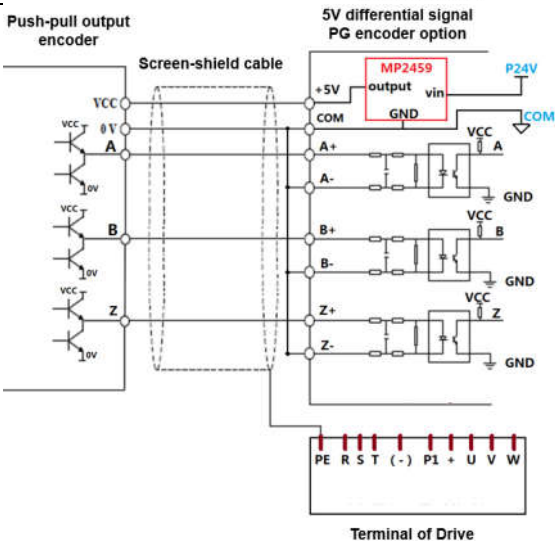 Push-pull output
encoder
5V differential signal
PG encoder option
Screen-shield cable
MP2459
output
vin
GND
P24V
COM
VCC
+5V
0 V
COM
VCC
A
A+
VCC
A
0V
A-
GND
VCC
B
B+
VCC
B
0V
B-
GND
VCC
Z
Z+
VCC
Z
0V
Z-
GND
PE R S T (-) P1 + U V W
Terminal of Drive